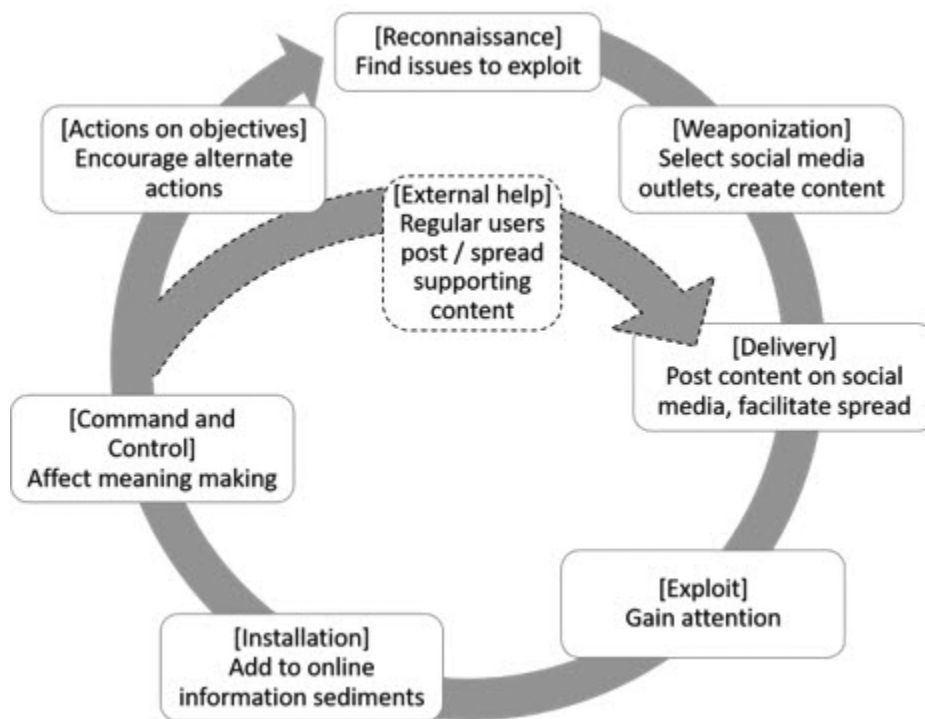 [Reconnaissance]
Find issues to exploit
[Weaponization]
Select social media
outlets, create content
[Delivery]
Post content on social
media, facilitate spread
[Exploit]
Gain attention
[Installation]
Add to online
information sediments
[Command and
Control]
Affect meaning making
[Actions on objectives]
Encourage alternate
actions
[External help]
Regular users
post / spread
supporting
content